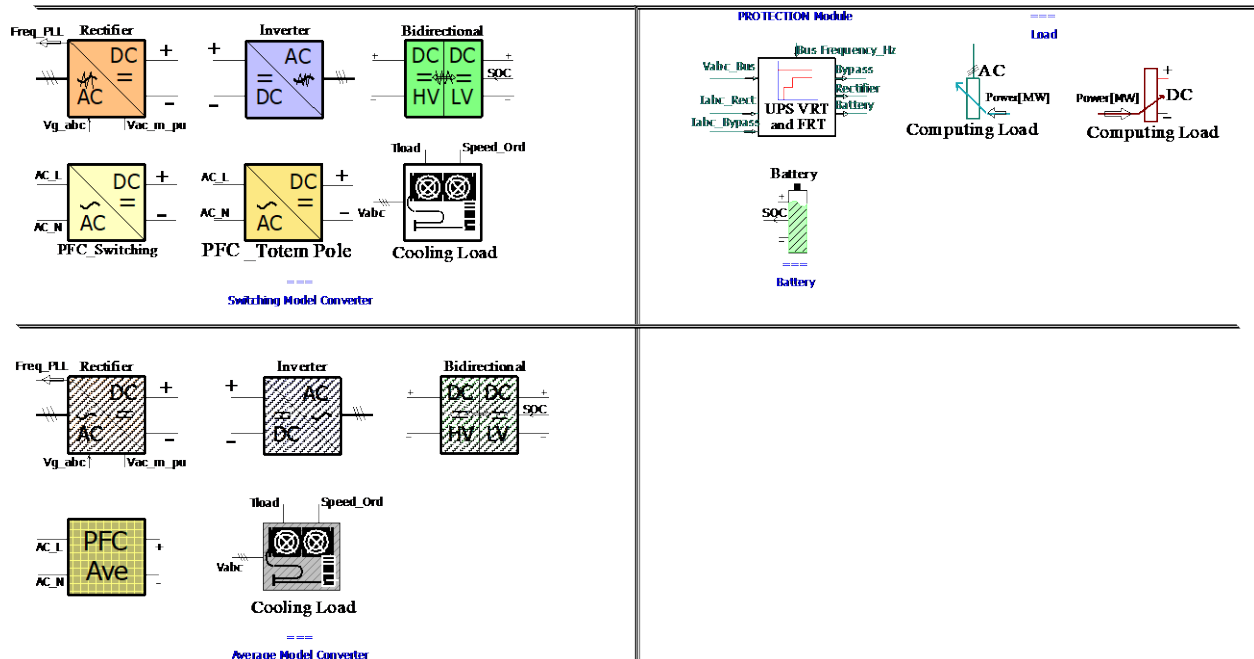 Rectifier
Inverter
Bidirectional
Freq_PLL
DC
+
AC
−
Vg_abc
Vac_m_pu
+
AC
DC
−
+
DC DC
SOC
HV LV
−
AC_L
DC
+
AC_N
AC
−
PFC_Switching
AC_L
DC
+
AC_N
AC
−
PFC_Totem Pole
Tload
Speed_Ord
Vabc
Cooling Load
===
Switching Model Converter
PROTECTION Module
Bus Frequency_Hz
Vabc_Bus
Bypass
Iabc_Rect
Rectifier
Battery
Iabc_Bypass
UPS VRT
and FRT
===
Load
AC
Power[MW]
Computing Load
+
Power[MW]
DC
−
Computing Load
Battery
+
SOC
−
===
Battery
Rectifier
Inverter
Bidirectional
Freq_PLL
DC
+
AC
−
Vg_abc
Vac_m_pu
+
AC
DC
−
+
DC DC
SOC
HV LV
−
AC_L
PFC
+
AC_N
Ave
−
Tload
Speed_Ord
Vabc
Cooling Load
===
Average Model Converter